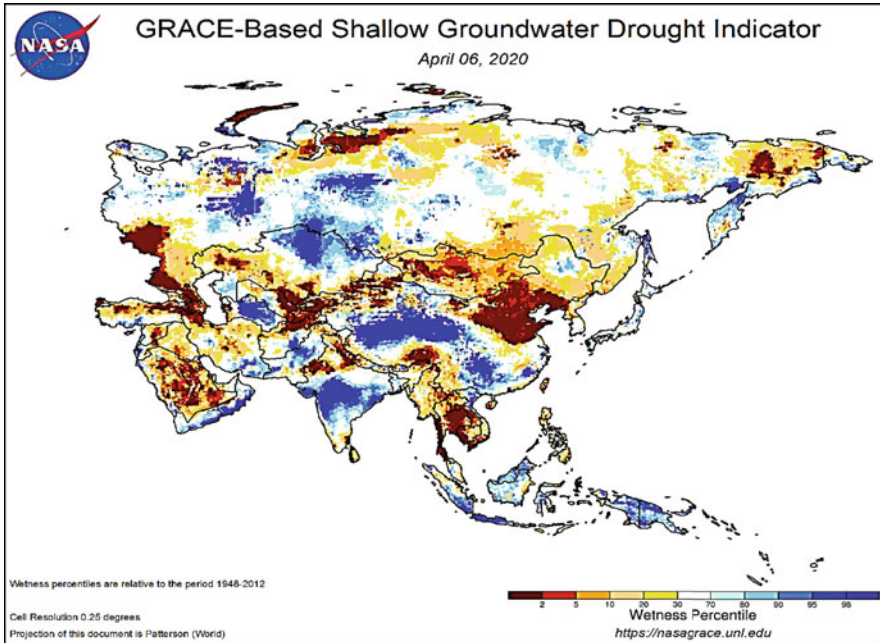 NASA
GRACE-Based Shallow Groundwater Drought Indicator
April 06, 2020
Wetness percentiles are relative to the period 1948-2012
Cell Resolution 0.25 degrees
Projection of this document is Patterson (World)
2 5 10 20 30 70 80 90 95 98
Wetness Percentile
https://nasagrace.unl.edu